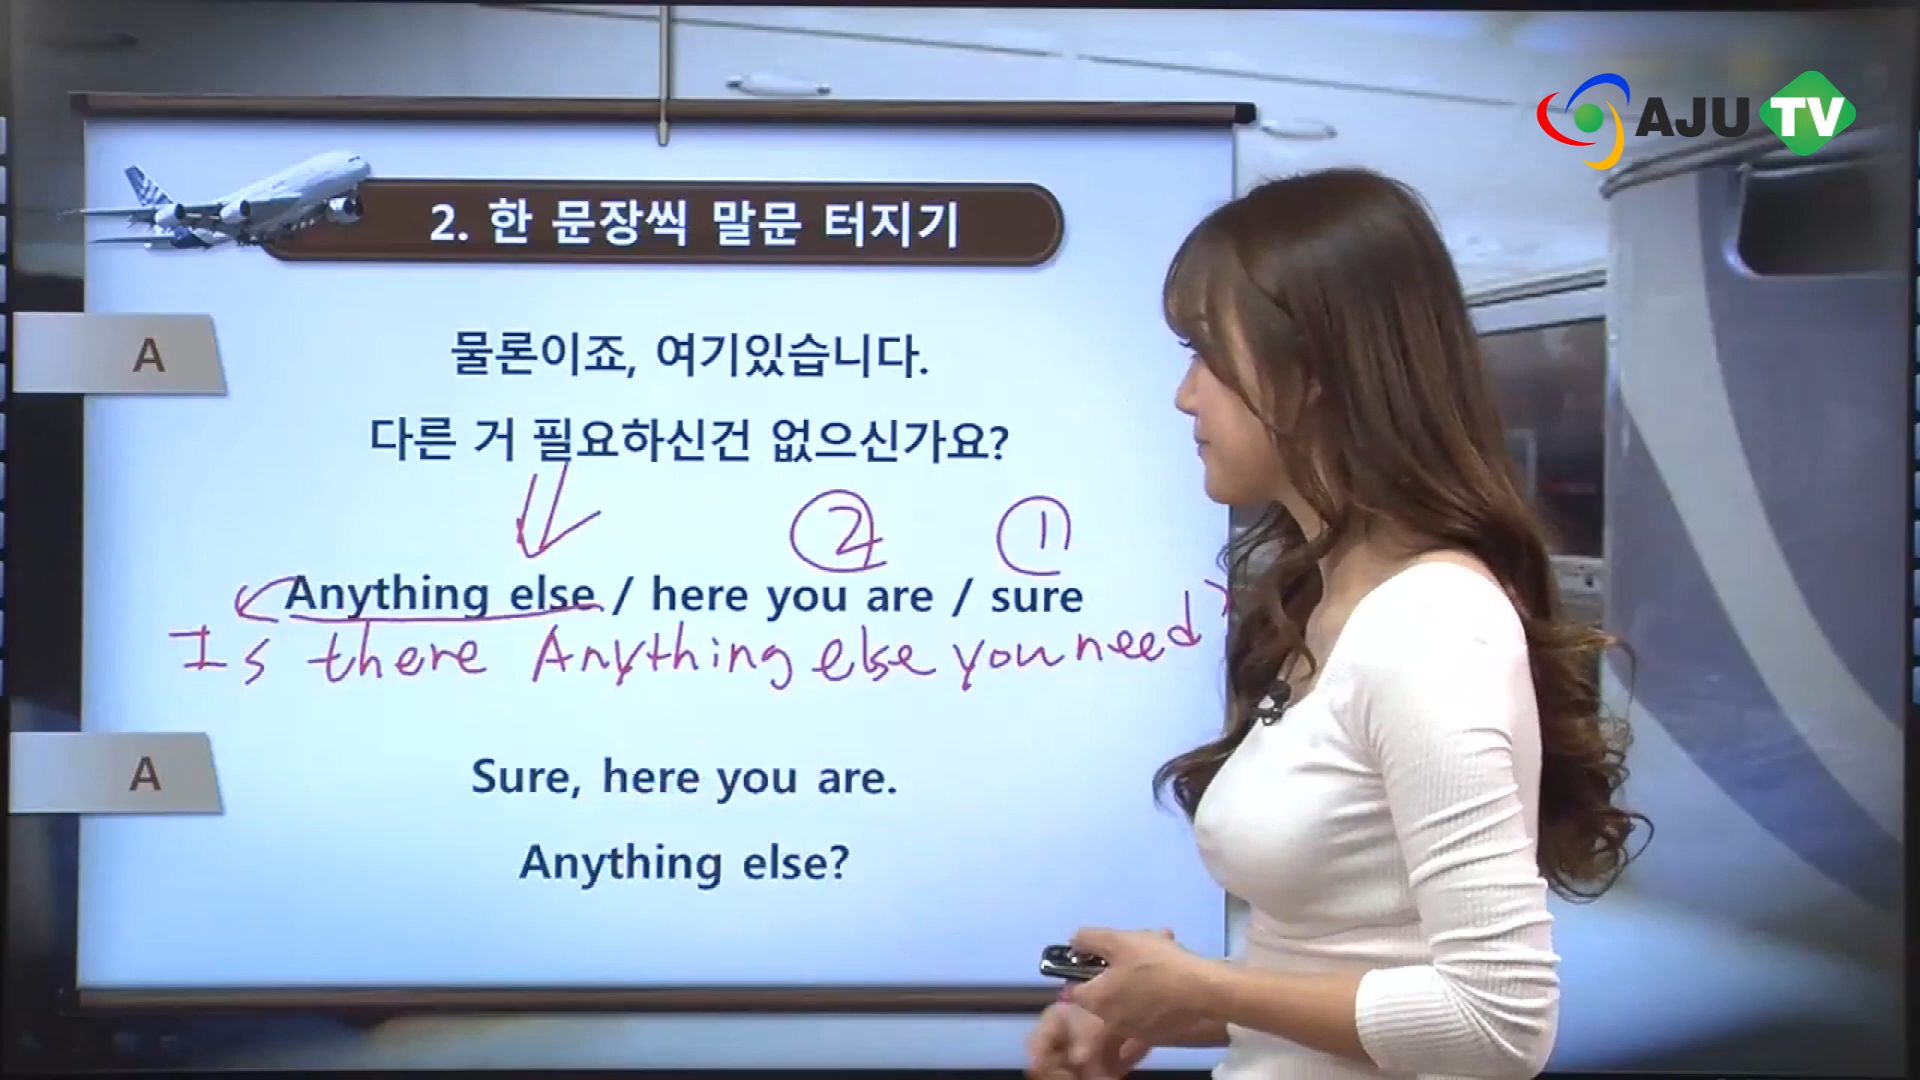 AJU TV
2. 한 문장씩 말문 터지기
A
물론이죠, 여기있습니다.
다른 거 필요하신건 없으신가요?
2 1
Anything else / here you are / sure
Is there Anything else you need?
A
Sure, here you are.
Anything else?